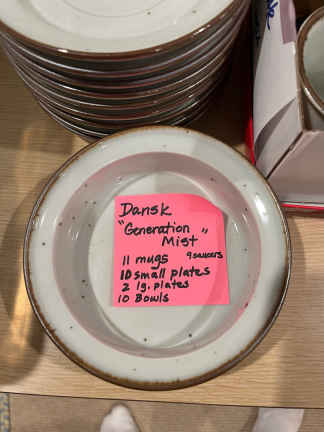 Dansk
"Generation"
Mist
11 mugs 9 saucers
10 small plates
2 lg. plates
10 Bowls